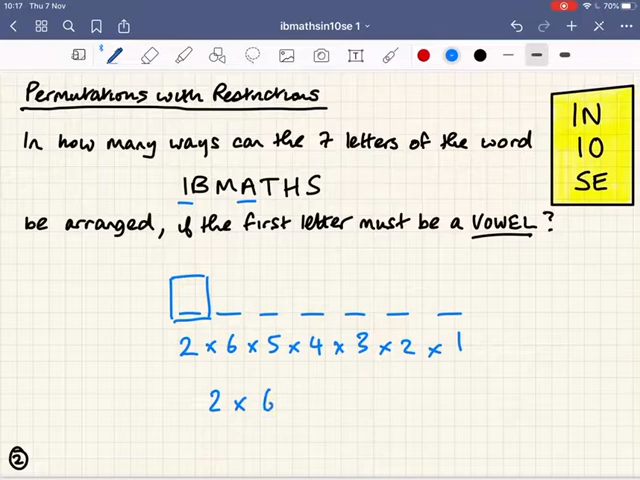 10:17 Thu 7 Nov
70%
ibmathsin10se 1
Permutations with Restrictions
In how many ways can the 7 letters of the word
IBMATHS
be arranged, if the first letter must be a VOWEL?
IN
10
SE
2 × 6 × 5 × 4 × 3 × 2 × 1
2 × 6
2